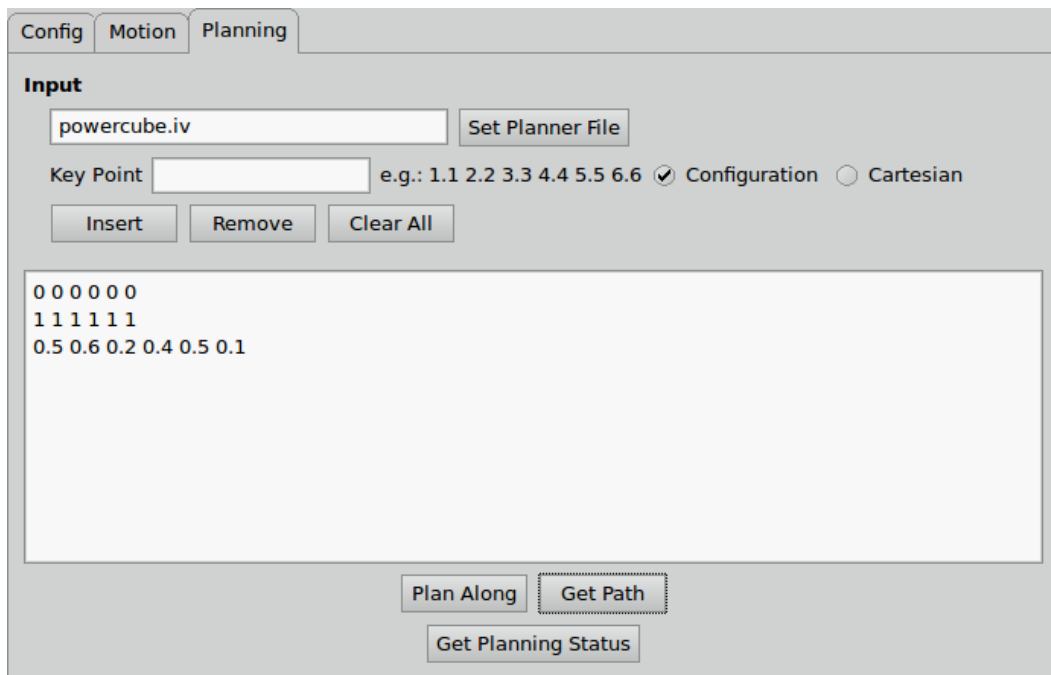 Config Motion Planning
Input
powercube.iv Set Planner File
Key Point e.g.: 1.1 2.2 3.3 4.4 5.5 6.6 Configuration Cartesian
Insert Remove Clear All
0 0 0 0 0 0
1 1 1 1 1 1
0.5 0.6 0.2 0.4 0.5 0.1
Plan Along Get Path
Get Planning Status